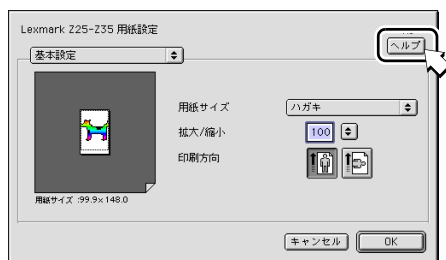 Lexmark Z25-Z35 用紙設定
ヘルプ
基本設定
用紙サイズ ハガキ
拡大/縮小 100
印刷方向
用紙サイズ :99.9×148.0
キャンセル OK